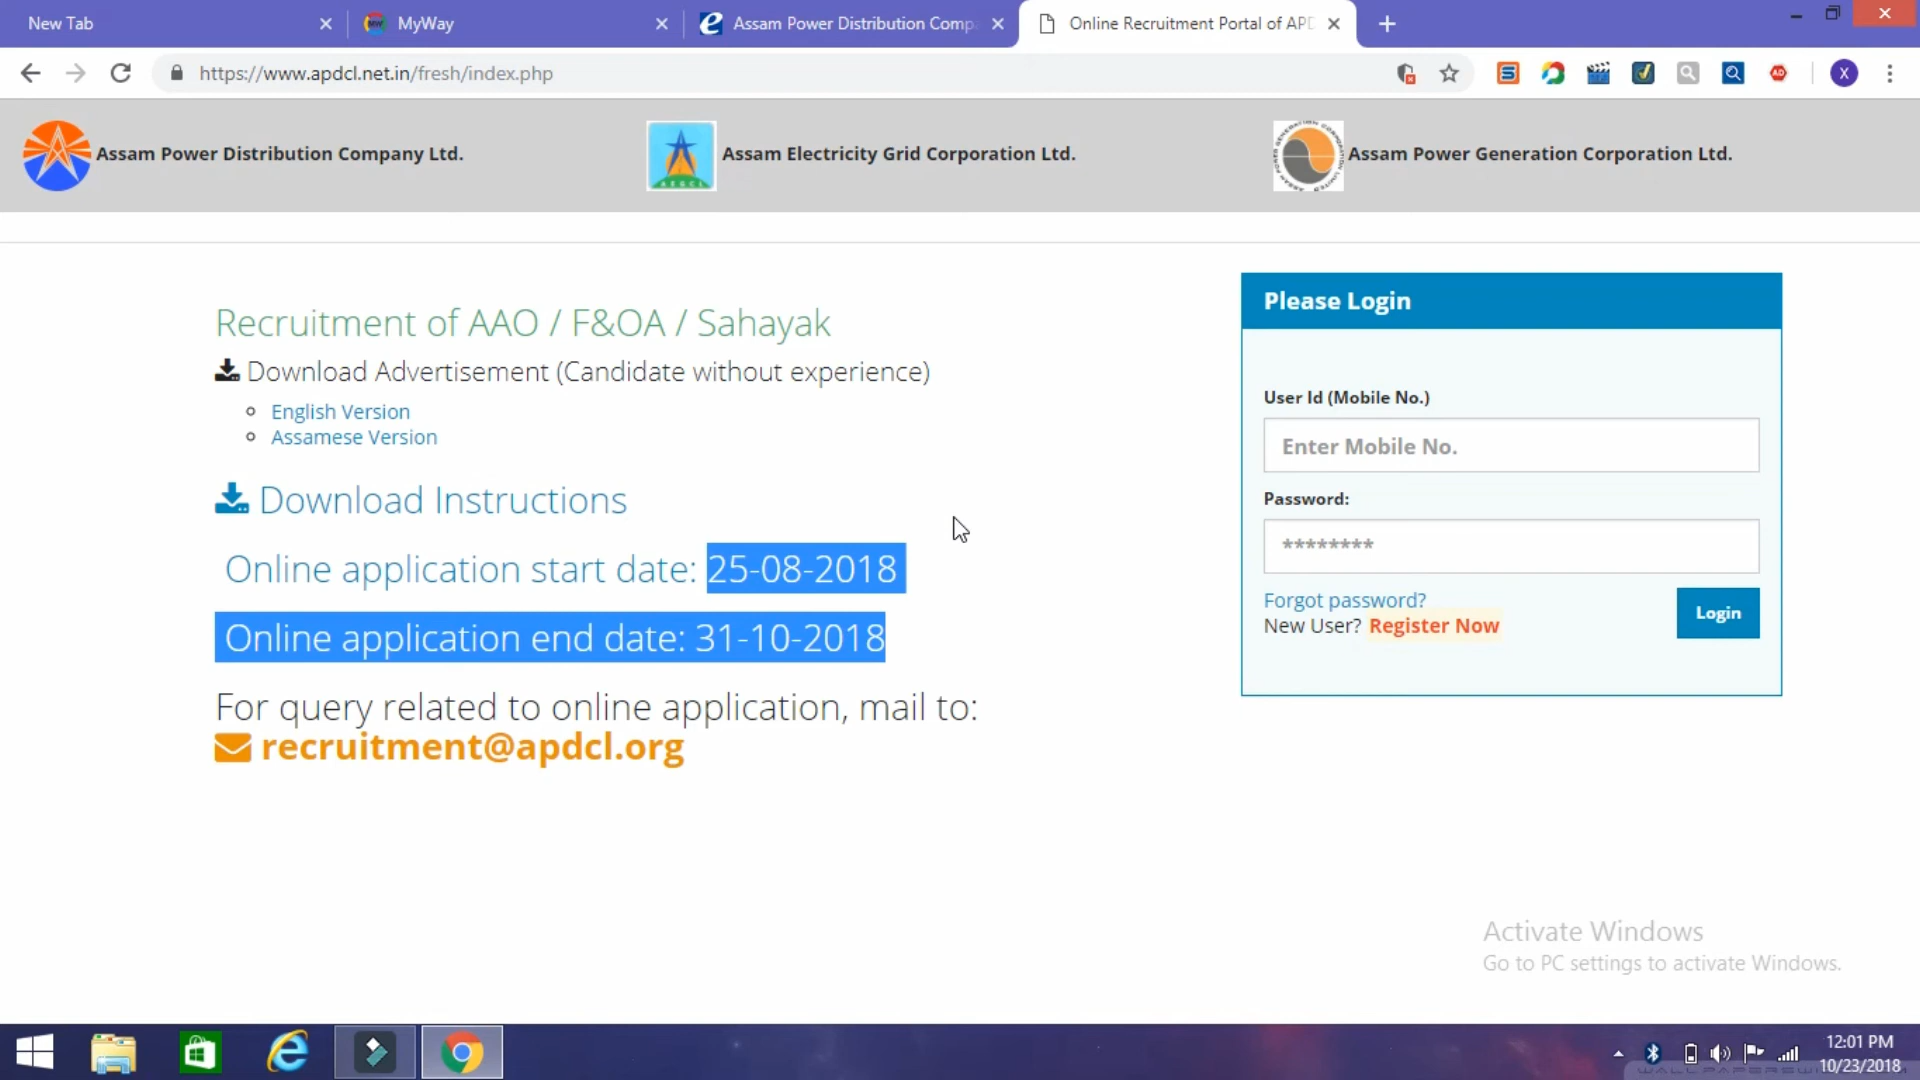 New Tab
MyWay
Assam Power Distribution Comp
Online Recruitment Portal of APD
https://www.apdcl.net.in/fresh/index.php
X
Assam Power Distribution Company Ltd.
AEGCL
Assam Electricity Grid Corporation Ltd.
Assam Power Generation Corporation Ltd.
Recruitment of AAO / F&OA / Sahayak
Download Advertisement (Candidate without experience)
English Version
Assamese Version
Download Instructions
Online application start date: 25-08-2018
Online application end date: 31-10-2018
For query related to online application, mail to:
recruitment@apdcl.org
Please Login
User Id (Mobile No.)
Enter Mobile No.
Password:
********
Forgot password?
New User? Register Now
Login
Activate Windows
Go to PC settings to activate Windows.
12:01 PM
10/23/2018